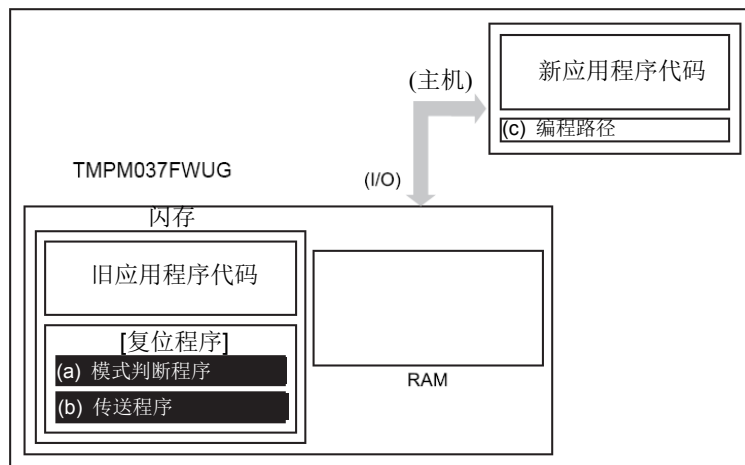 新应用程序代码
(主机)
(c) 编程路径
TMPM037FWUG
(I/O)
闪存
旧应用程序代码
[复位程序]
(a) 模式判断程序
(b) 传送程序
RAM